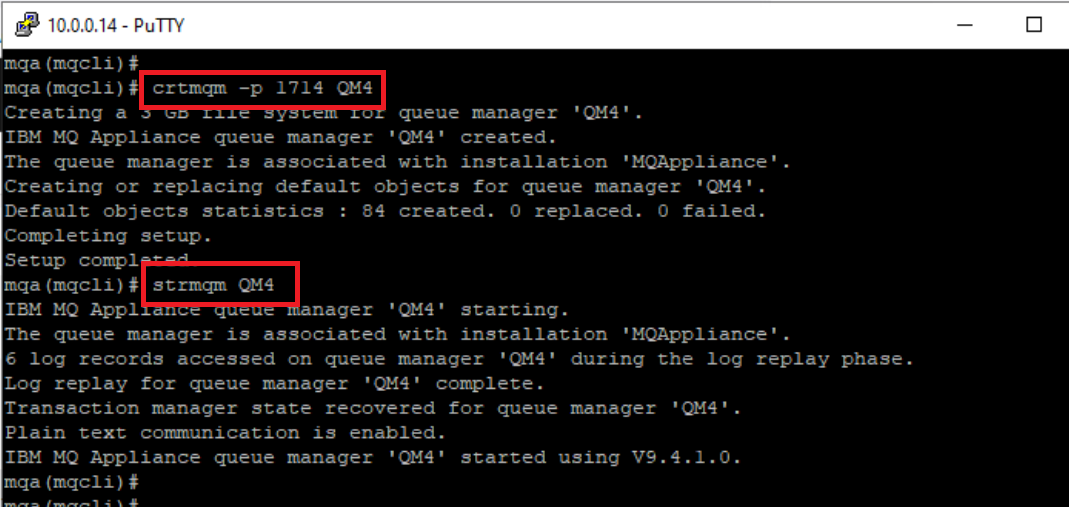 10.0.0.14 - PuTTY
mqa(mqcli)#
mqa(mqcli)# crtmqm -p 1714 QM4
Creating a 3 GB file system for queue manager 'QM4'.
IBM MQ Appliance queue manager 'QM4' created.
The queue manager is associated with installation 'MQAppliance'.
Creating or replacing default objects for queue manager 'QM4'.
Default objects statistics : 84 created. 0 replaced. 0 failed.
Completing setup.
Setup completed.
mqa(mqcli)# strmqm QM4
IBM MQ Appliance queue manager 'QM4' starting.
The queue manager is associated with installation 'MQAppliance'.
6 log records accessed on queue manager 'QM4' during the log replay phase.
Log replay for queue manager 'QM4' complete.
Transaction manager state recovered for queue manager 'QM4'.
Plain text communication is enabled.
IBM MQ Appliance queue manager 'QM4' started using V9.4.1.0.
mqa(mqcli)#
mqa(mqcli)#